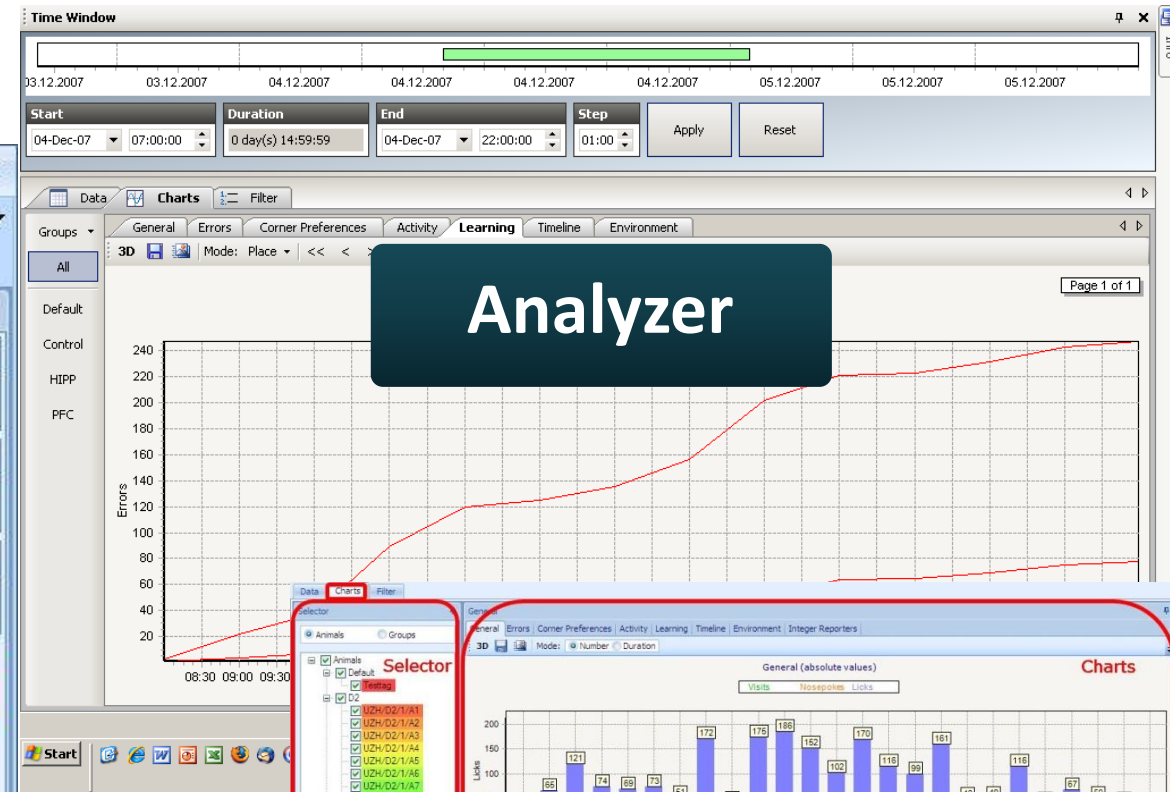 Time Window
03.12.2007 03.12.2007 04.12.2007 04.12.2007 04.12.2007 04.12.2007 05.12.2007 05.12.2007 05.12.2007
Start Duration End Step
04-Dec-07 07:00:00 0 day(s) 14:59:59 04-Dec-07 22:00:00 01:00 Apply Reset
Data Charts Filter
Groups
All
Default
Control
HIPP
PFC
General Errors Corner Preferences Activity Learning Timeline Environment
3D Mode: Place << <
Analyzer
Page 1 of 1
240
220
200
180
160
140
120
100
80
60
40
20
Errors
08:30 09:00 09:30
Data Charts Filter
Selector
Animals Groups
Animals
Selector
Default
Testtag
D2
UZH/D2/1/A1
UZH/D2/1/A2
UZH/D2/1/A3
UZH/D2/1/A4
UZH/D2/1/A5
UZH/D2/1/A6
UZH/D2/1/A7
General
General Errors Corner Preferences Activity Learning Timeline Environment Integer Reporters
3D Mode: Number Duration
General (absolute values)
Charts
Visits Nosepokes Licks
200
150
100
Licks
66 121 74 69 73 172 175 186 152 102 170 116 99 161 116 67
Start